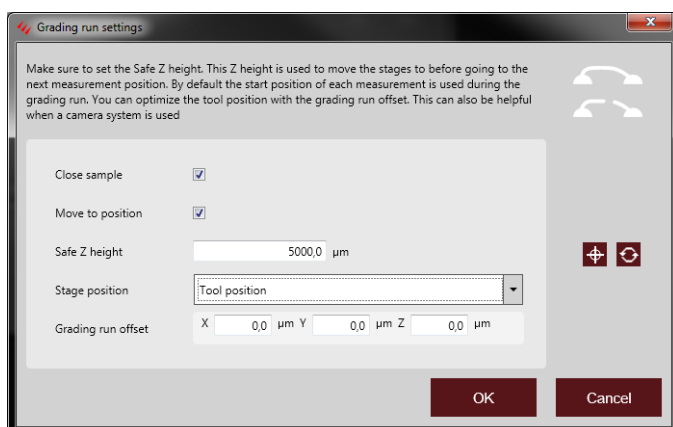 Grading run settings
Make sure to set the Safe Z height. This Z height is used to move the stages to before going to the
next measurement position. By default the start position of each measurement is used during the
grading run. You can optimize the tool position with the grading run offset. This can also be helpful
when a camera system is used
Close sample
Move to position
Safe Z height 5000,0 µm
Stage position Tool position
Grading run offset X 0,0 µm Y 0,0 µm Z 0,0 µm
OK Cancel